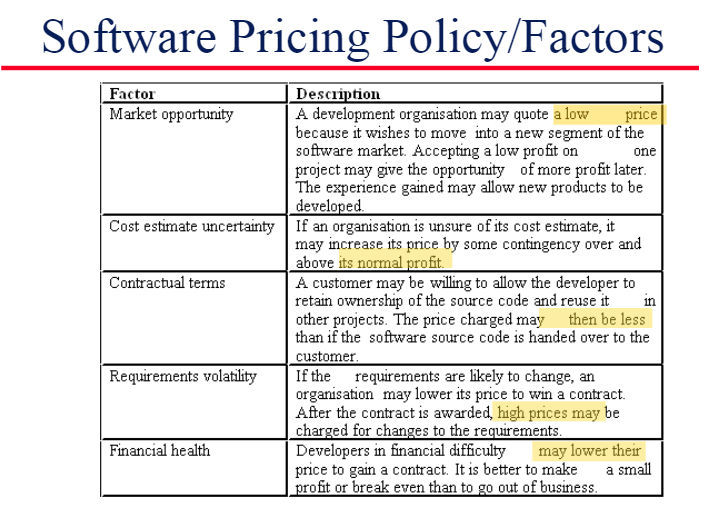 Software Pricing Policy/Factors
Factor Description
Market opportunity A development organisation may quote a low price
because it wishes to move into a new segment of the
software market. Accepting a low profit on one
project may give the opportunity of more profit later.
The experience gained may allow new products to be
developed.
Cost estimate uncertainty If an organisation is unsure of its cost estimate, it
may increase its price by some contingency over and
above its normal profit.
Contractual terms A customer may be willing to allow the developer to
retain ownership of the source code and reuse it in
other projects. The price charged may then be less
than if the software source code is handed over to the
customer.
Requirements volatility If the requirements are likely to change, an
organisation may lower its price to win a contract.
After the contract is awarded, high prices may be
charged for changes to the requirements.
Financial health Developers in financial difficulty may lower their
price to gain a contract. It is better to make a small
profit or break even than to go out of business.